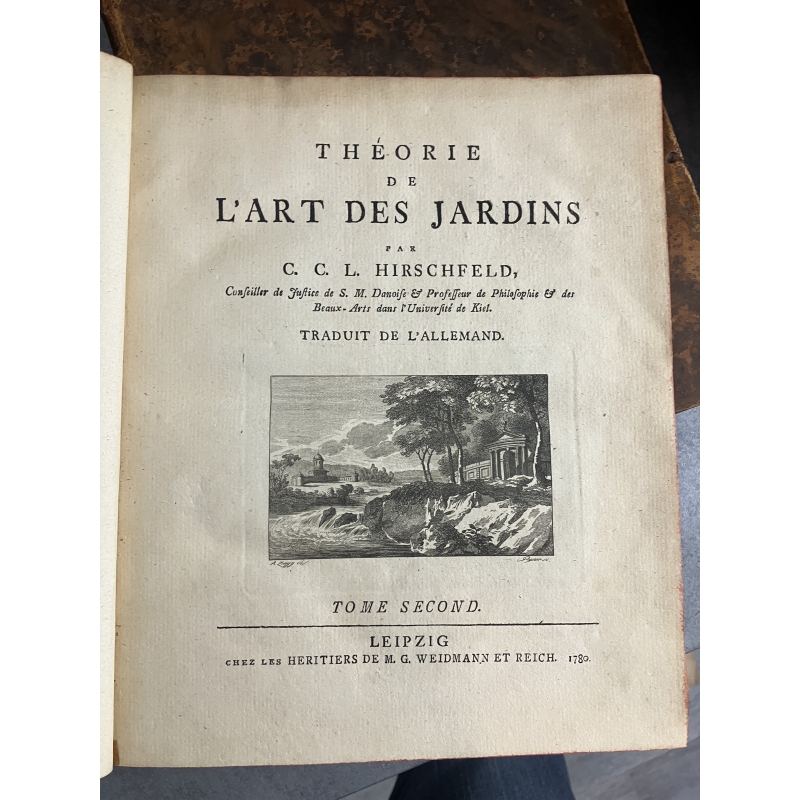 THÉORIE
DE
L'ART DES JARDINS
PAR
C. C. L. HIRSCHFELD,
Conſeiller de Juſtice de S. M. Danoiſe & Profeſſeur de Philoſophie & des
Beaux-Arts dans l'Univerſité de Kiel.
TRADUIT DE L'ALLEMAND.
TOME SECOND.
LEIPZIG
CHEZ LES HERITIERS DE M. G. WEIDMANN ET REICH. 1780.